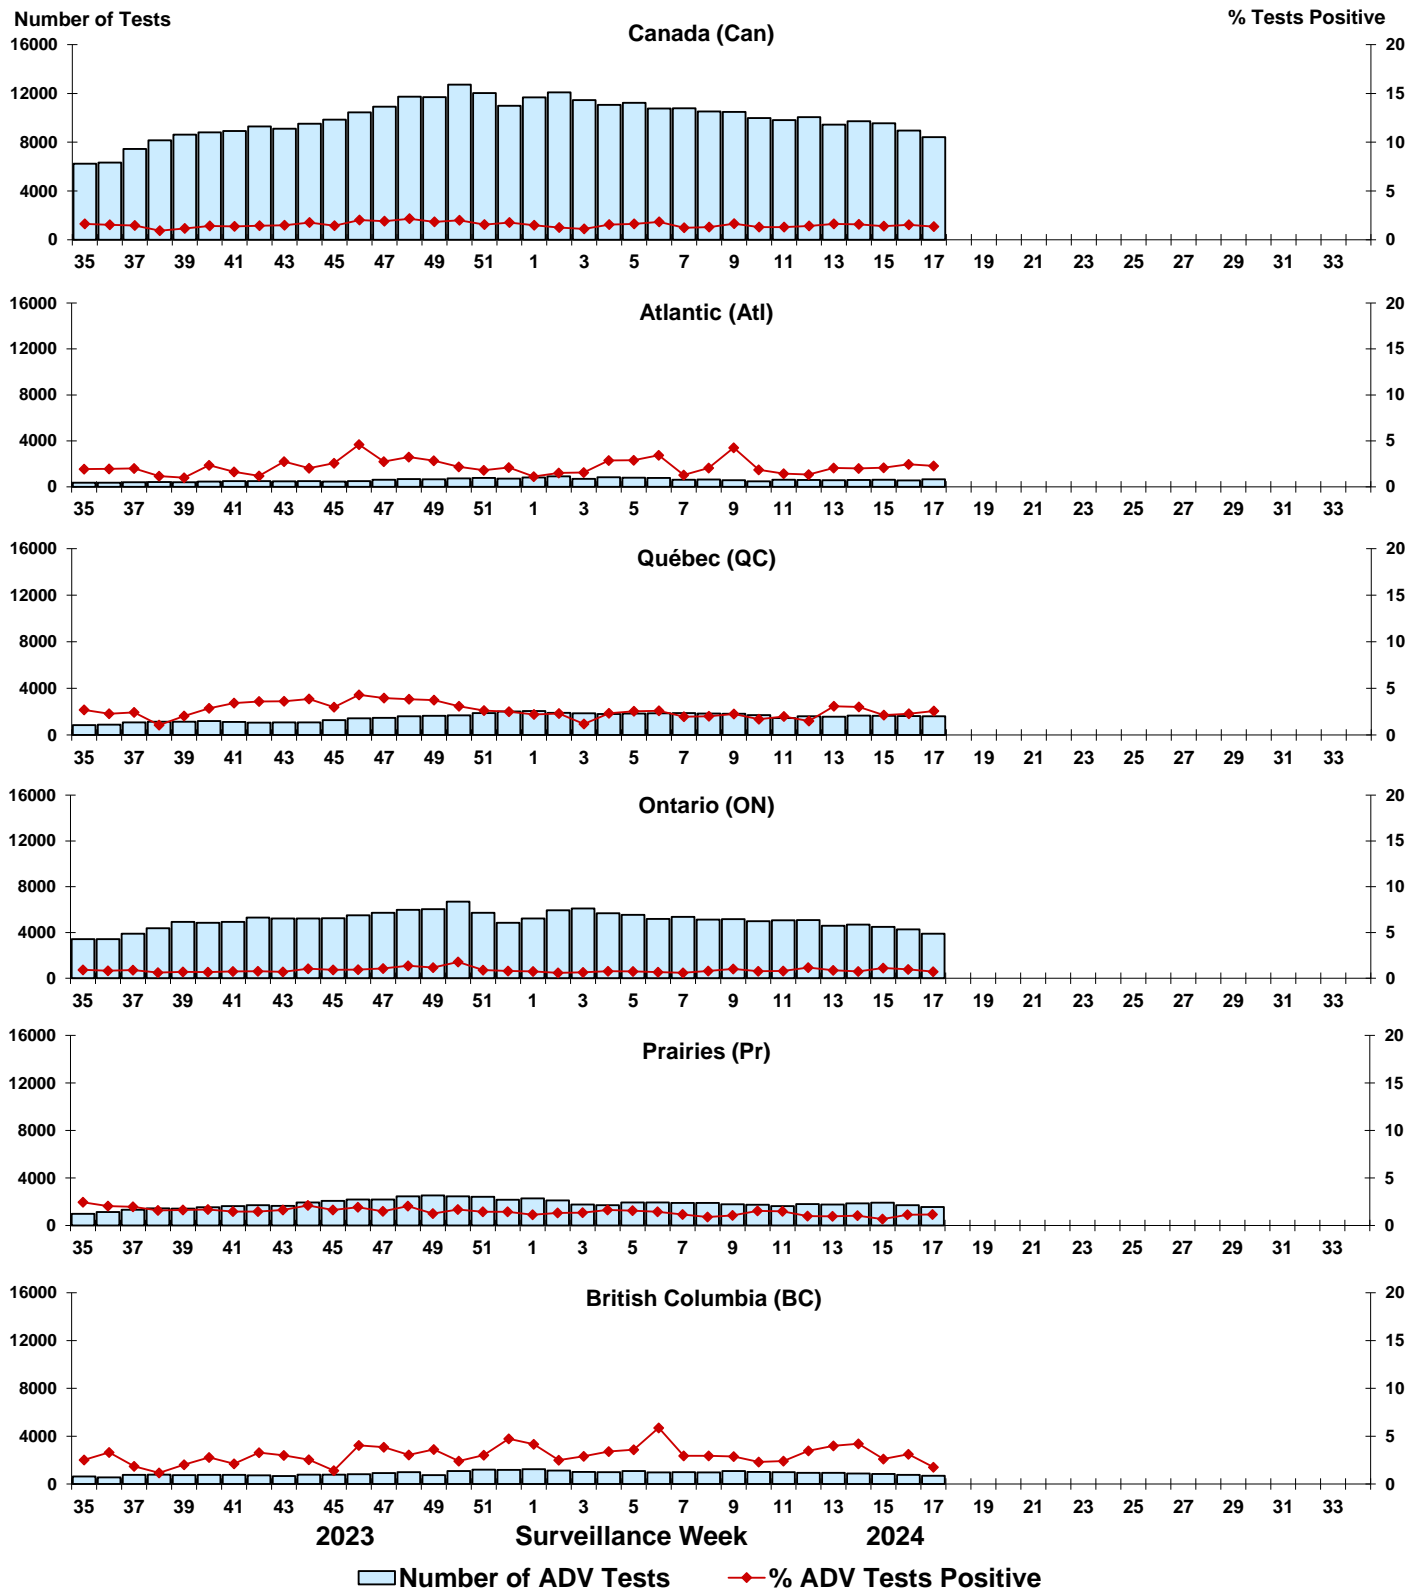 Number of Tests
% Tests Positive
Canada (Can)
16000 20
12000 15
8000 10
4000 5
0 0
35 37 39 41 43 45 47 49 51 1 3 5 7 9 11 13 15 17 19 21 23 25 27 29 31 33
Atlantic (Atl)
16000 20
12000 15
8000 10
4000 5
0 0
35 37 39 41 43 45 47 49 51 1 3 5 7 9 11 13 15 17 19 21 23 25 27 29 31 33
Québec (QC)
16000 20
12000 15
8000 10
4000 5
0 0
35 37 39 41 43 45 47 49 51 1 3 5 7 9 11 13 15 17 19 21 23 25 27 29 31 33
Ontario (ON)
16000 20
12000 15
8000 10
4000 5
0 0
35 37 39 41 43 45 47 49 51 1 3 5 7 9 11 13 15 17 19 21 23 25 27 29 31 33
Prairies (Pr)
16000 20
12000 15
8000 10
4000 5
0 0
35 37 39 41 43 45 47 49 51 1 3 5 7 9 11 13 15 17 19 21 23 25 27 29 31 33
British Columbia (BC)
16000 20
12000 15
8000 10
4000 5
0 0
35 37 39 41 43 45 47 49 51 1 3 5 7 9 11 13 15 17 19 21 23 25 27 29 31 33
2023 Surveillance Week 2024
Number of ADV Tests % ADV Tests Positive